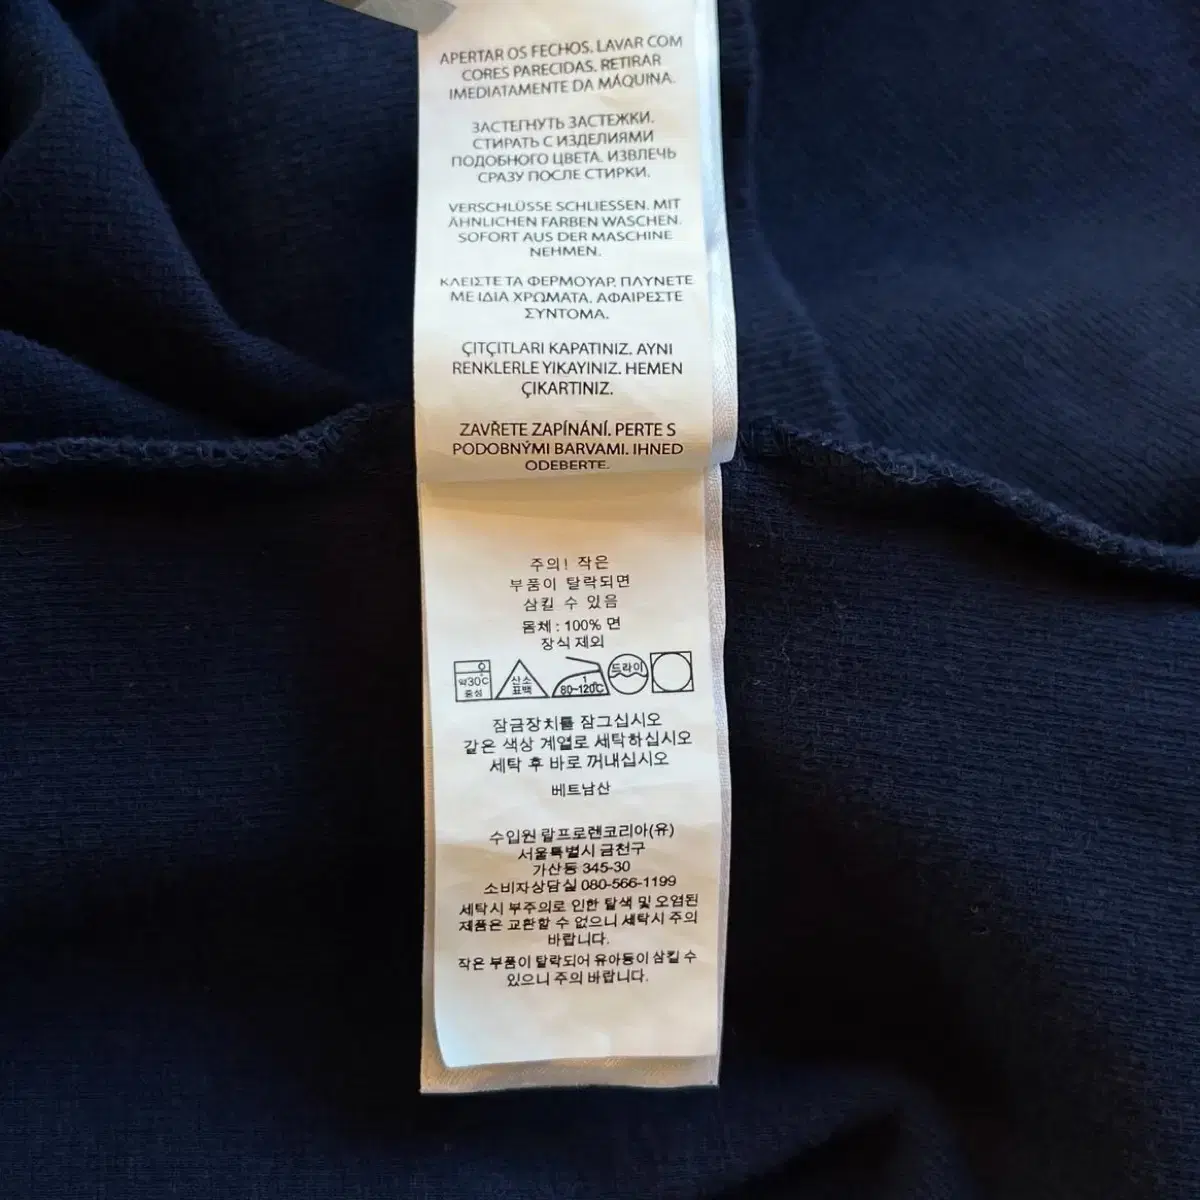 APERTAR OS FECHOS. LAVAR COM
CORES PARECIDAS. RETIRAR
IMEDIATAMENTE DA MÁQUINA.
ЗАСТЕГНУТЬ ЗАСТЕЖКИ.
СТИРАТЬ С ИЗДЕЛИЯМИ
ПОДОБНОГО ЦВЕТА. ИЗВЛЕЧЬ
СРАЗУ ПОСЛЕ СТИРКИ.
VERSCHLÜSSE SCHLIESSEN. MIT
ÄHNLICHEN FARBEN WASCHEN.
SOFORT AUS DER MASCHINE
NEHMEN.
ΚΛΕΙΣΤΕ ΤΑ ΦΕΡΜΟΥΑΡ. ΠΛΥΝΕΤΕ
ΜΕ ΙΔΙΑ ΧΡΩΜΑΤΑ. ΑΦΑΙΡΕΣΤΕ
ΣΥΝΤΟΜΑ.
ÇITÇITLARI KAPATINIZ. AYNI
RENKLERLE YIKAYINIZ. HEMEN
ÇIKARTINIZ.
ZAVŘETE ZAPÍNÁNÍ. PERTE S
PODOBNÝMI BARVAMI. IHNED
ODEBERTE.
주의! 작은
부품이 탈락되면
삼킬 수 있음
몸체 : 100% 면
장식 제외
약30℃
중성
산소
표백
1
80~120℃
드라이
잠금장치를 잠그십시오
같은 색상 계열로 세탁하십시오
세탁 후 바로 꺼내십시오
베트남산
수입원 랄프로렌코리아(유)
서울특별시 금천구
가산동 345-30
소비자상담실 080-566-1199
세탁시 부주의로 인한 탈색 및 오염된
제품은 교환할 수 없으니 세탁시 주의
바랍니다.
작은 부품이 탈락되어 유아등이 삼킬 수
있으니 주의 바랍니다.